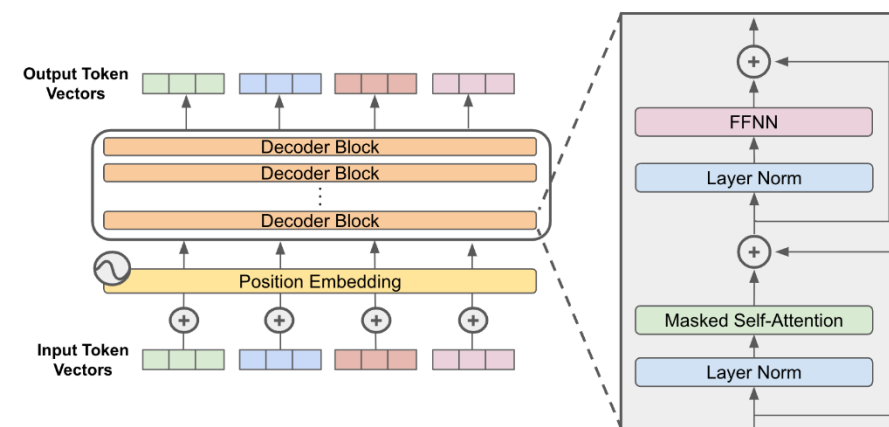 Output Token
Vectors
Decoder Block
Decoder Block
Decoder Block
Position Embedding
Input Token
Vectors
FFNN
Layer Norm
Masked Self-Attention
Layer Norm